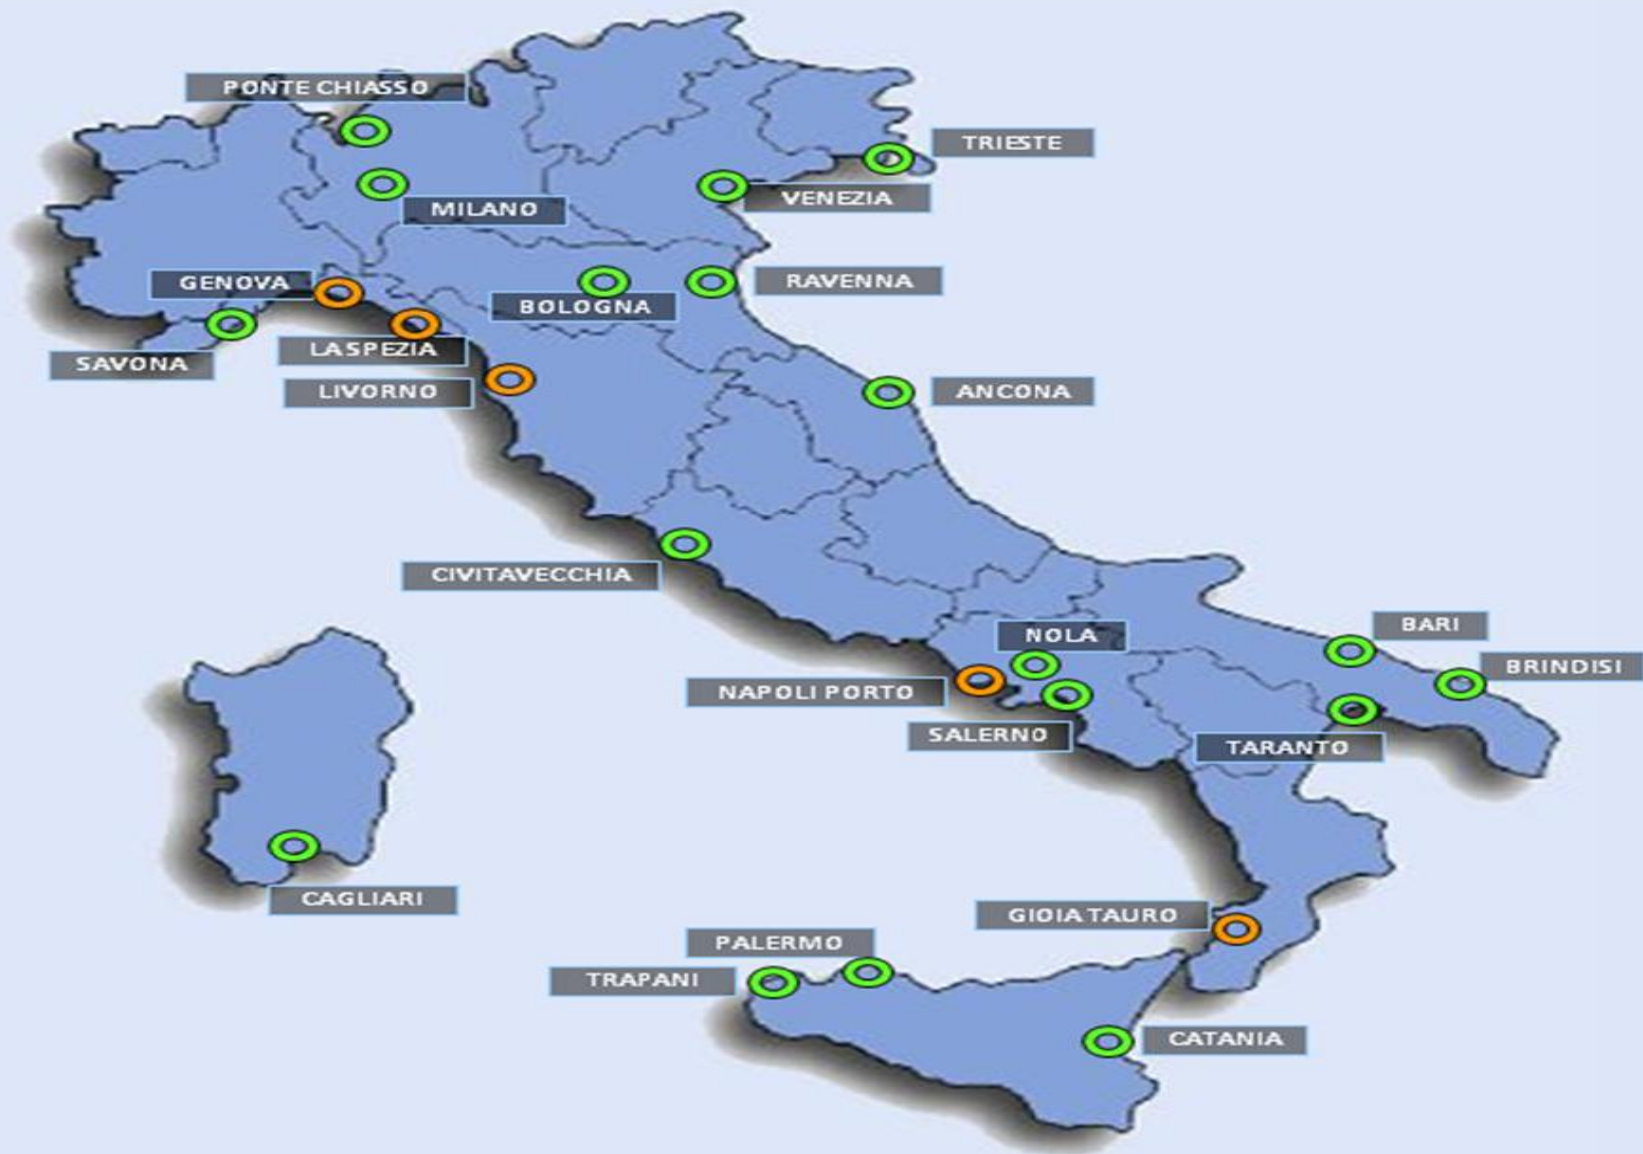 PONTE CHIASSO
TRIESTE
VENEZIA
MILANO
GENOVA
RAVENNA
BOLOGNA
LA SPEZIA
SAVONA
LIVORNO
ANCONA
CIVITAVECCHIA
BARI
NOLA
BRINDISI
NAPOLI PORTO
SALERNO
TARANTO
CAGLIARI
GIOIA TAURO
PALERMO
TRAPANI
CATANIA